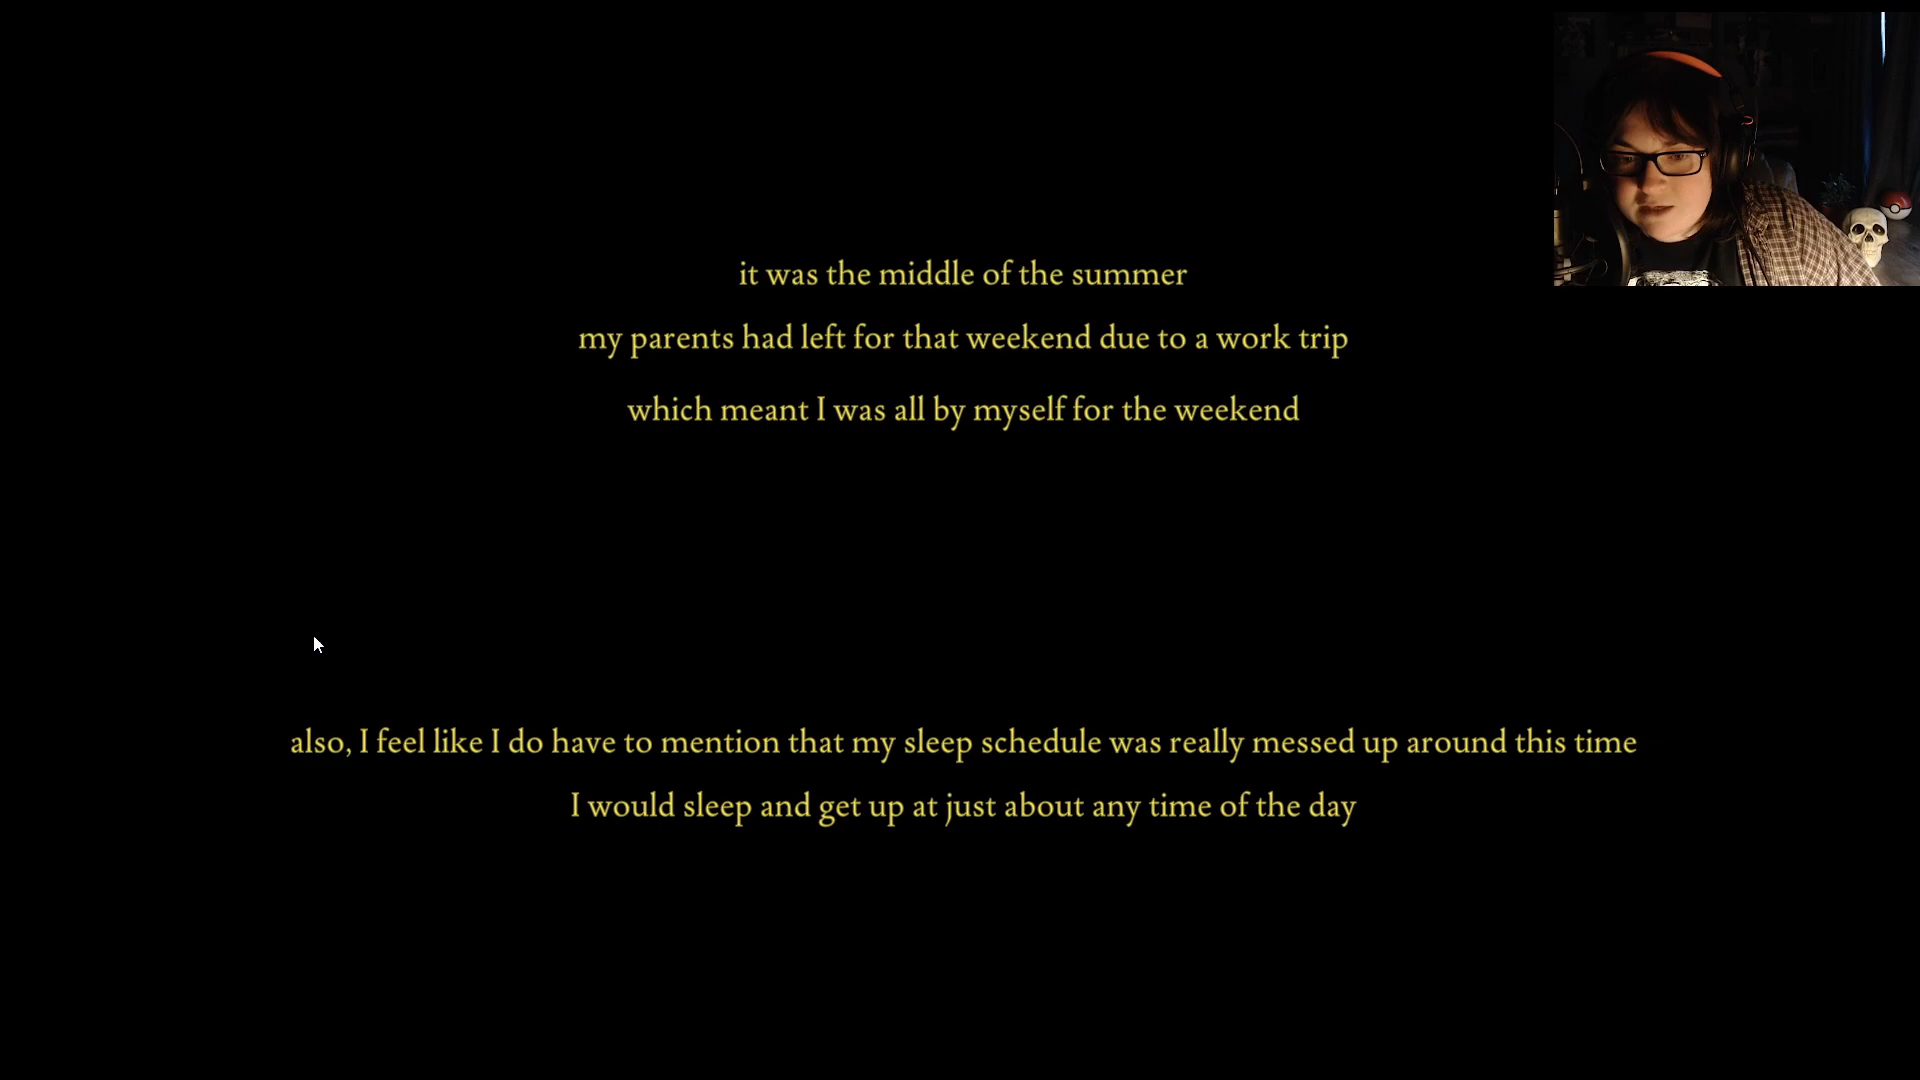 it was the middle of the summer
my parents had left for that weekend due to a work trip
which meant I was all by myself for the weekend
also, I feel like I do have to mention that my sleep schedule was really messed up around this time
I would sleep and get up at just about any time of the day